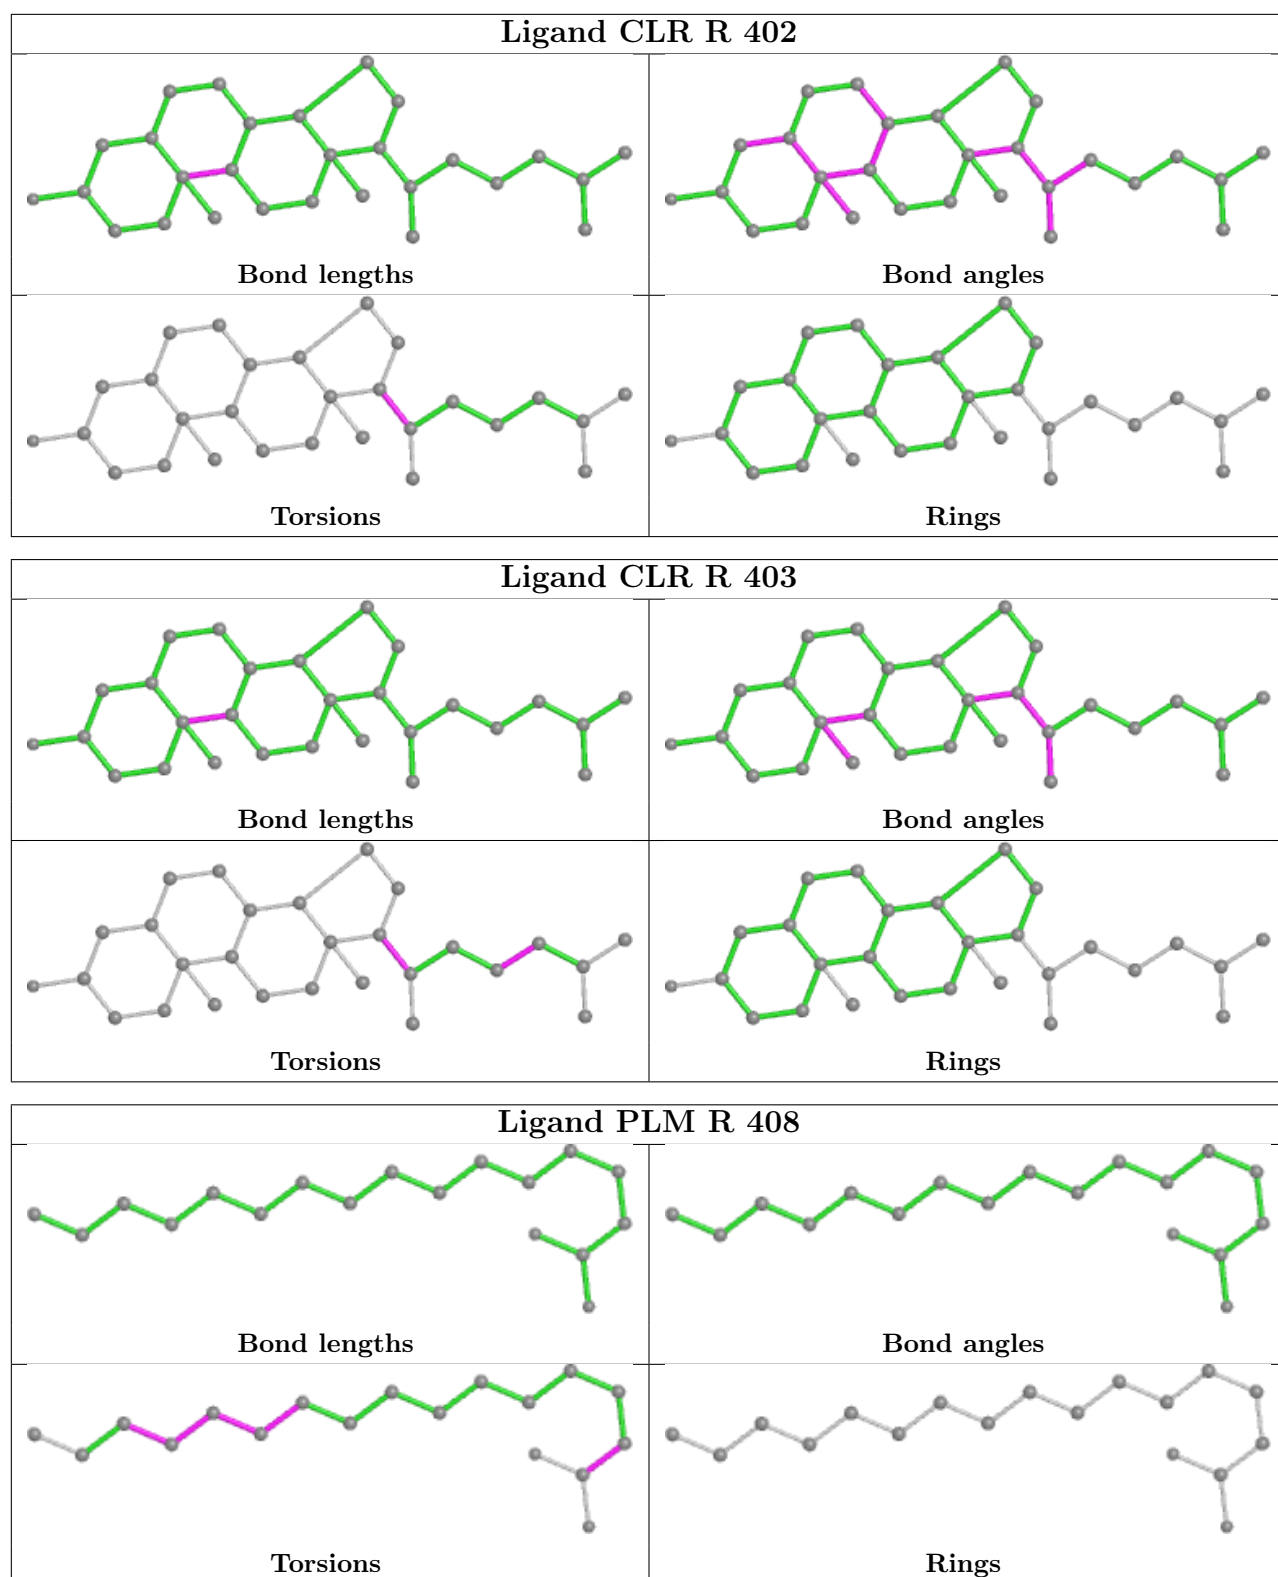 Ligand CLR R 402
Bond lengths
Bond angles
Torsions
Rings
Ligand CLR R 403
Bond lengths
Bond angles
Torsions
Rings
Ligand PLM R 408
Bond lengths
Bond angles
Torsions
Rings